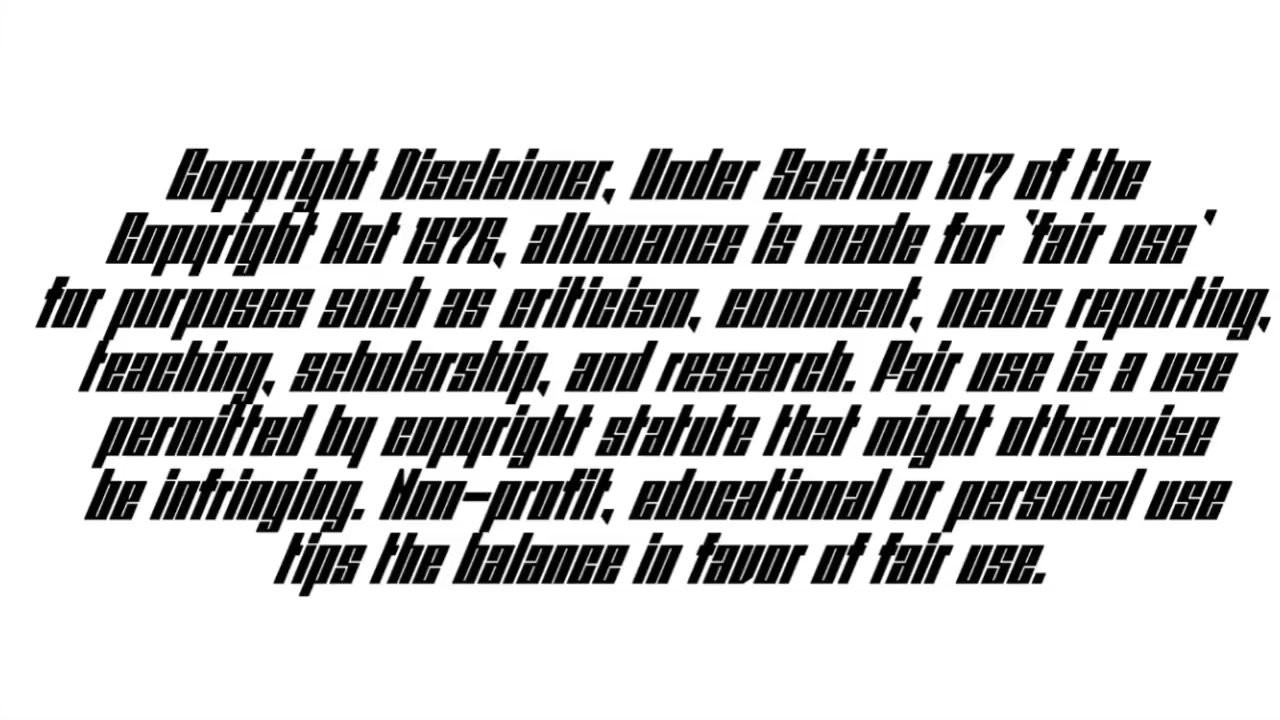 Copyright Disclaimer, Under Section 107 of the
Copyright Act 1976, allowance is made for 'fair use'
for purposes such as criticism, comment, news reporting,
teaching, scholarship, and research. Fair use is a use
permitted by copyright statute that might otherwise
be infringing. Non-profit, educational or personal use
tips the balance in favor of fair use.